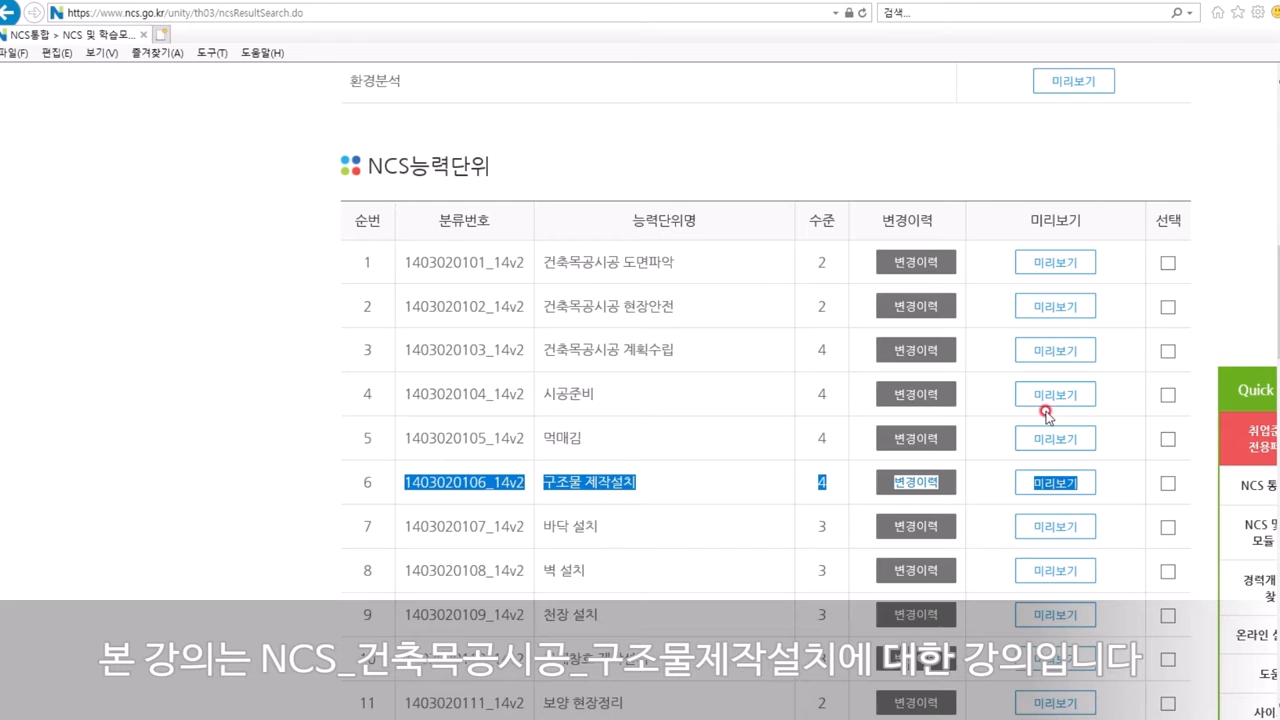 https://www.ncs.go.kr/unity/th03/ncsResultSearch.do
검색...
NCS통합 > NCS 및 학습모...
파일(F) 편집(E) 보기(V) 즐겨찾기(A) 도구(T) 도움말(H)
환경분석 미리보기
NCS능력단위
순번 분류번호 능력단위명 수준 변경이력 미리보기 선택
1 1403020101_14v2 건축목공시공 도면파악 2 변경이력 미리보기
2 1403020102_14v2 건축목공시공 현장안전 2 변경이력 미리보기
3 1403020103_14v2 건축목공시공 계획수립 4 변경이력 미리보기
4 1403020104_14v2 시공준비 4 변경이력 미리보기
5 1403020105_14v2 먹매김 4 변경이력 미리보기
6 1403020106_14v2 구조물 제작설치 4 변경이력 미리보기
7 1403020107_14v2 바닥 설치 3 변경이력 미리보기
8 1403020108_14v2 벽 설치 3 변경이력 미리보기
9 1403020109_14v2 천장 설치 3 변경이력 미리보기
본 강의는 NCS_건축목공시공_구조물제작설치에 대한 강의입니다
11 1403020111_14v2 보양 현장정리 2 변경이력 미리보기
Quick
취업준
전용페
NCS 통
NCS 및
모듈
경력개
찾
온라인
도움
사이